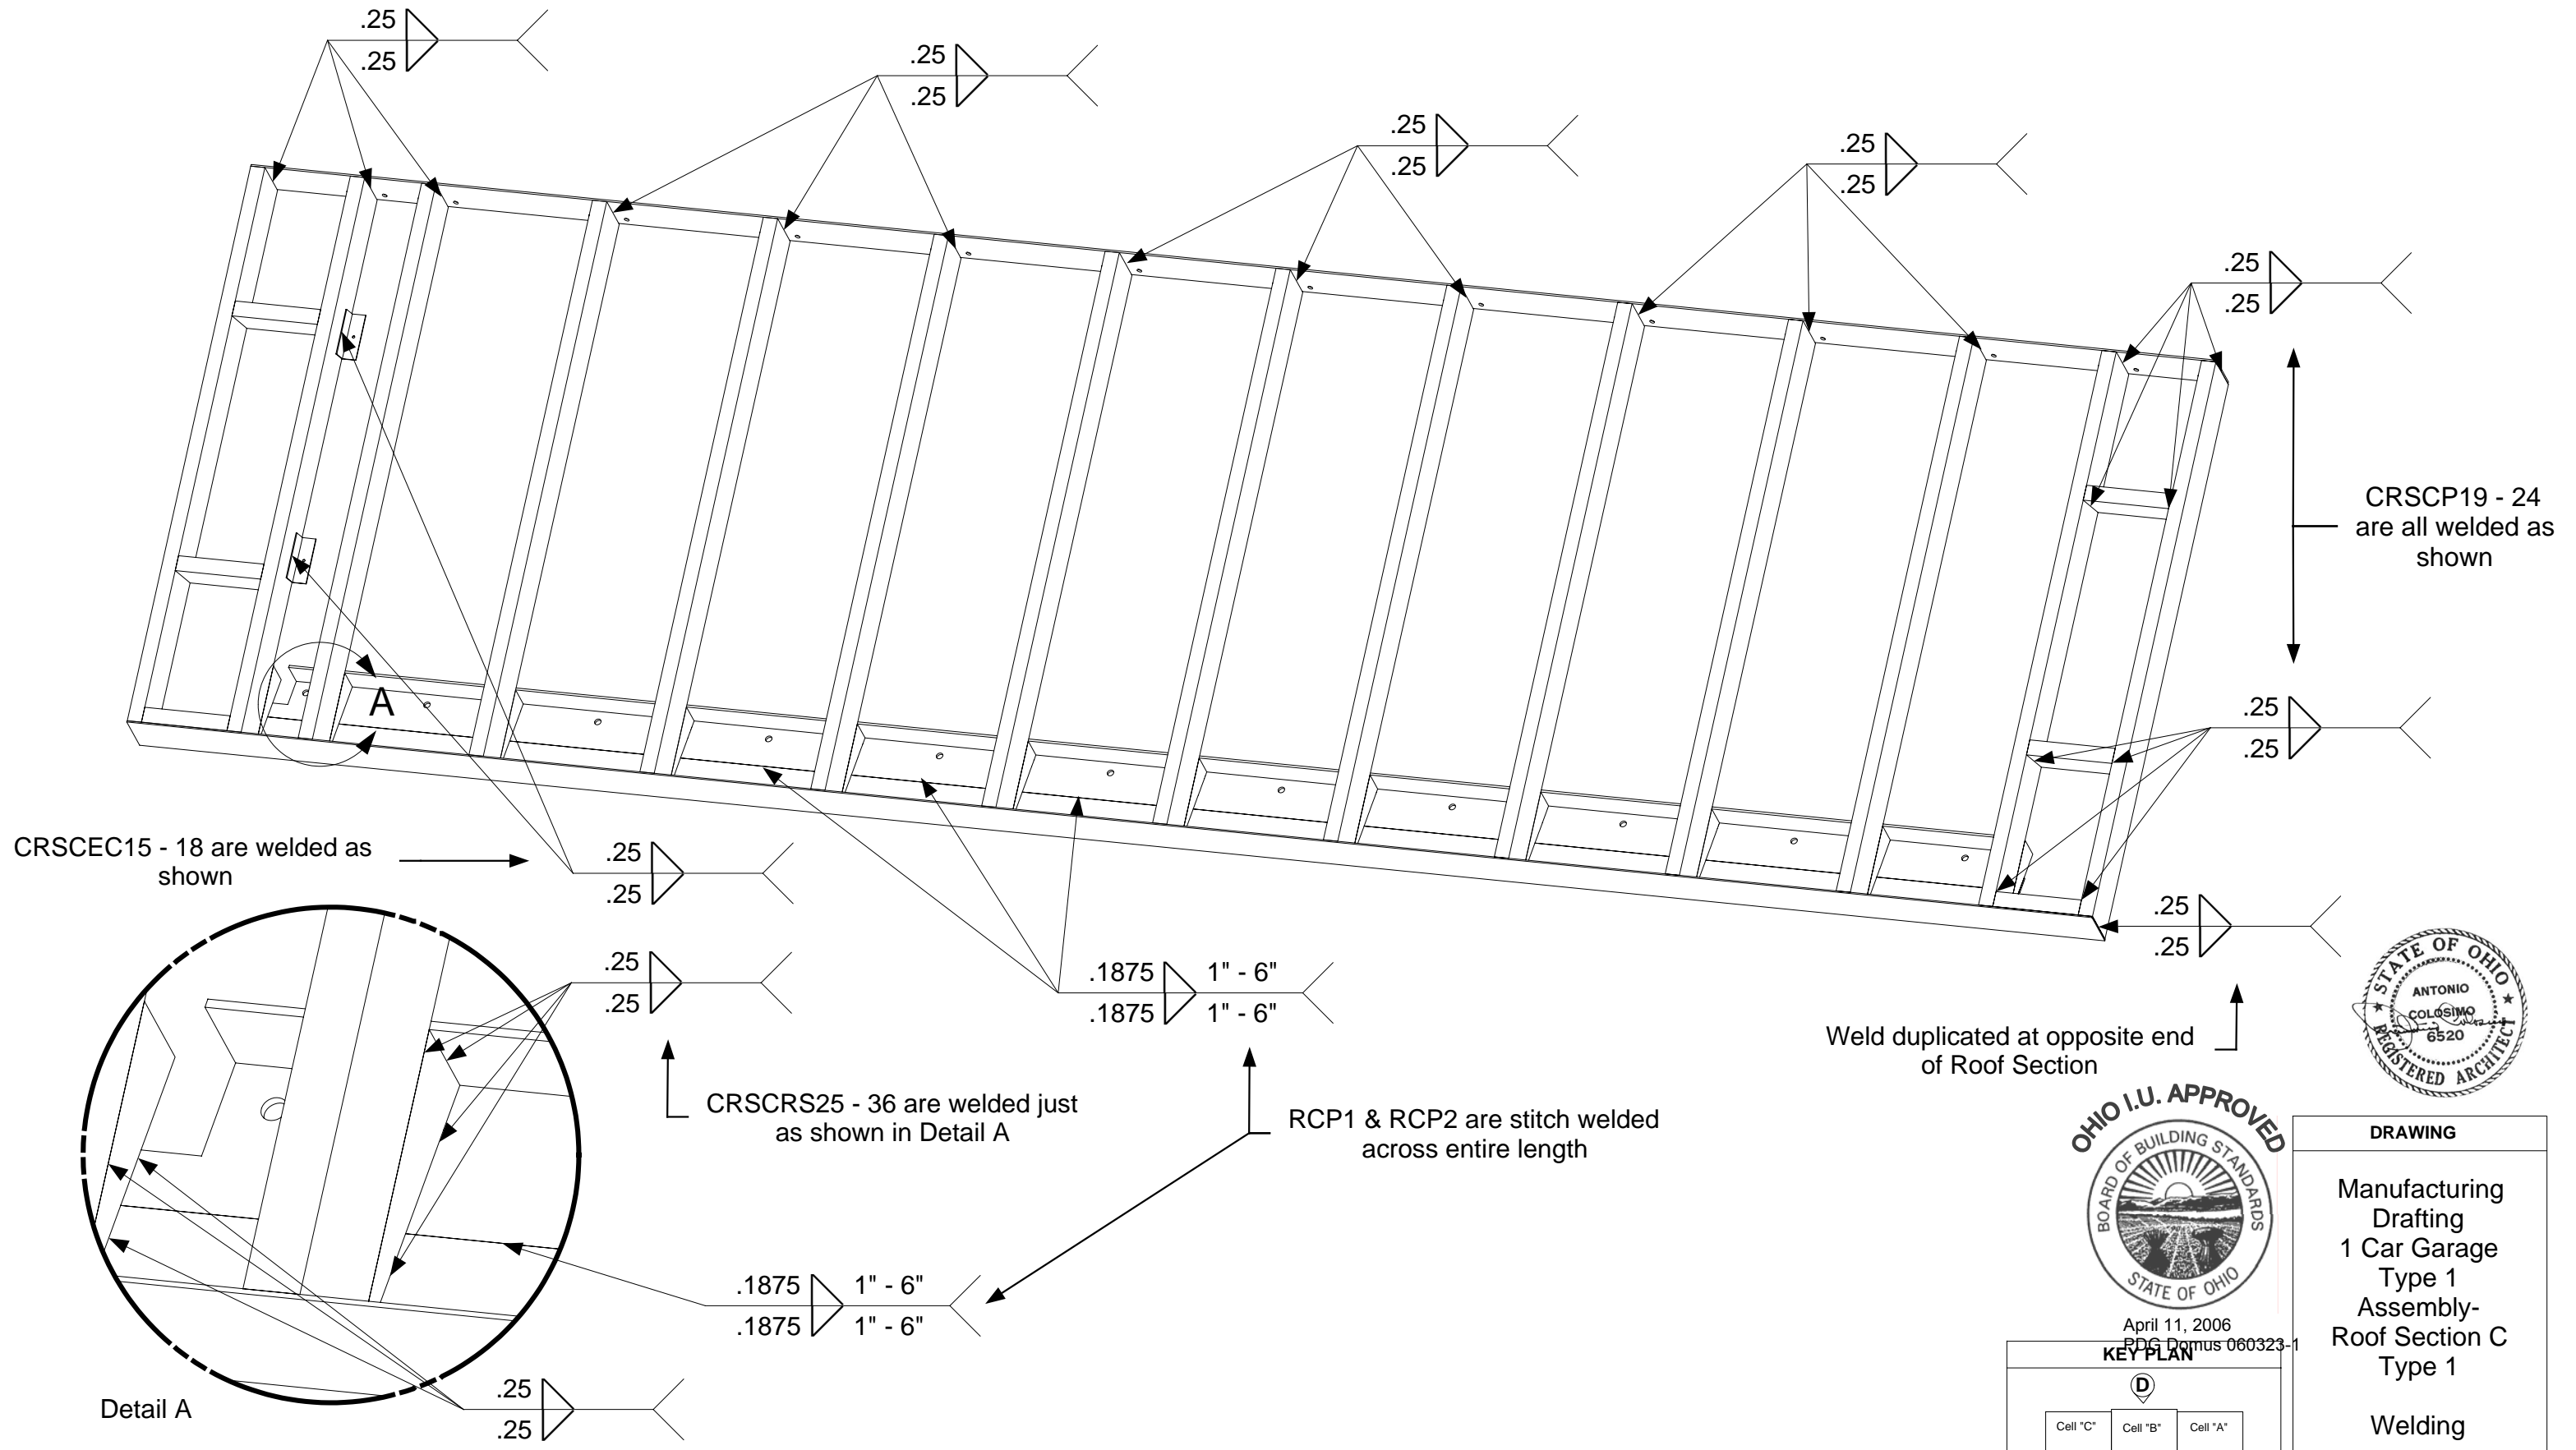 .25
.25
.25
.25
.25
.25
.25
.25
.25
.25
CRSCP19 - 24
are all welded as
shown
A
.25
.25
CRSCEC15 - 18 are welded as
shown
.25
.25
.25
.25
.25
.25
.1875 1" - 6"
.1875 1" - 6"
Weld duplicated at opposite end
of Roof Section
CRSCRS25 - 36 are welded just
as shown in Detail A
RCP1 & RCP2 are stitch welded
across entire length
.1875 1" - 6"
.1875 1" - 6"
Detail A
.25
.25
STATE OF OHIO
ANTONIO
COLOSIMO
6520
REGISTERED ARCHITECT
OHIO I.U. APPROVED
BOARD OF BUILDING STANDARDS
STATE OF OHIO
April 11, 2006
PDG Domus 060323-1
KEY PLAN
D
Cell "C" Cell "B" Cell "A"
DRAWING
Manufacturing
Drafting
1 Car Garage
Type 1
Assembly-
Roof Section C
Type 1
Welding